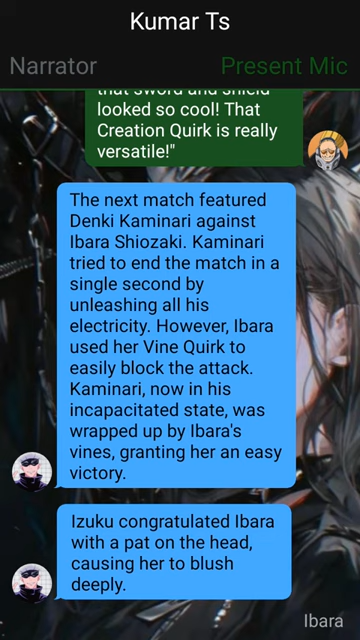 Kumar Ts
Narrator Present Mic
that sword and shield
looked so cool! That
Creation Quirk is really
versatile!"
The next match featured
Denki Kaminari against
Ibara Shiozaki. Kaminari
tried to end the match in a
single second by
unleashing all his
electricity. However, Ibara
used her Vine Quirk to
easily block the attack.
Kaminari, now in his
incapacitated state, was
wrapped up by Ibara's
vines, granting her an easy
victory.
Izuku congratulated Ibara
with a pat on the head,
causing her to blush
deeply.
Ibara